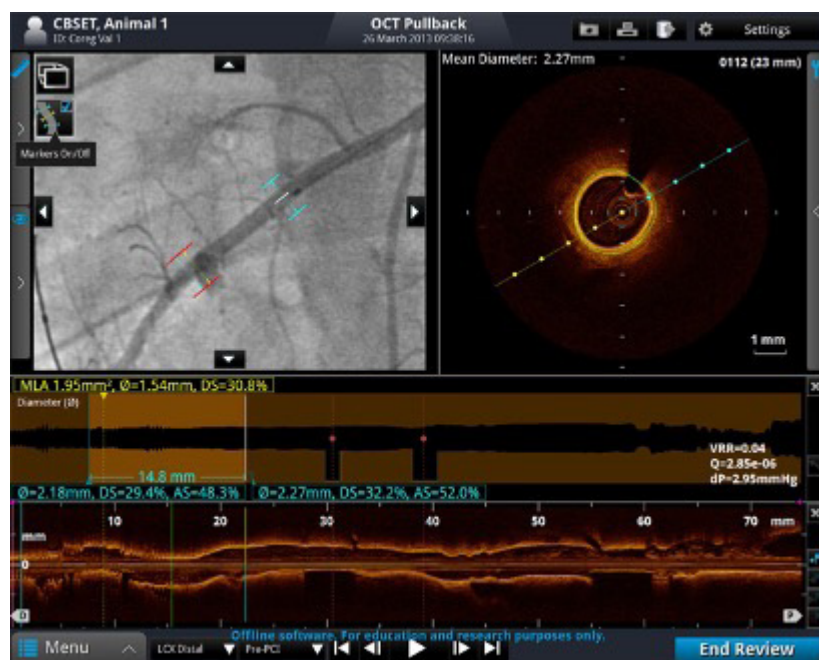 CBSET, Animal 1
ID: Coreg Val 1
OCT Pullback
26 March 2013 09:38:16
Settings
Markers On/Off
Mean Diameter: 2.27mm
0112 (23 mm)
1 mm
MLA 1.95mm², Ø=1.54mm, DS=30.8%
Diameter (Ø)
VRR=0.04
Q=2.85e-06
dP=2.95mmHg
14.8 mm
Ø=2.18mm, DS=29.4%, AS=48.3%
Ø=2.27mm, DS=32.2%, AS=52.0%
10 20 30 40 50 60 70 mm
mm
0
D P
Offline software. For education and research purposes only.
Menu
LCX Distal
Pre-PCI
End Review